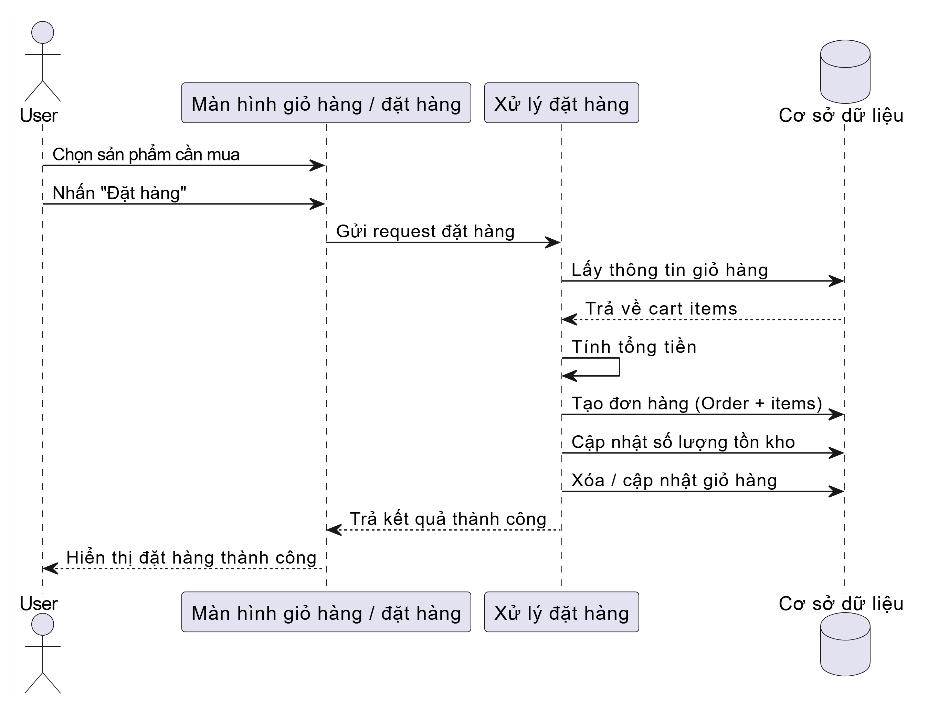 User
Màn hình giỏ hàng / đặt hàng
Xử lý đặt hàng
Cơ sở dữ liệu
Chọn sản phẩm cần mua
Nhấn "Đặt hàng"
Gửi request đặt hàng
Lấy thông tin giỏ hàng
Trả về cart items
Tính tổng tiền
Tạo đơn hàng (Order + items)
Cập nhật số lượng tồn kho
Xóa / cập nhật giỏ hàng
Trả kết quả thành công
Hiển thị đặt hàng thành công
User
Màn hình giỏ hàng / đặt hàng
Xử lý đặt hàng
Cơ sở dữ liệu